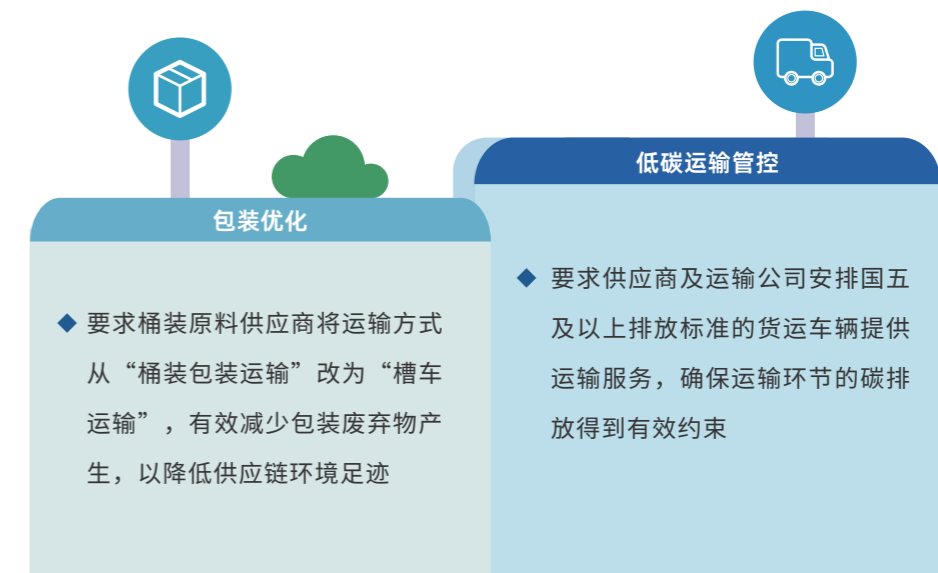 包装优化
◆ 要求桶装原料供应商将运输方式
从“桶装包装运输”改为“槽车
运输”，有效减少包装废弃物产
生，以降低供应链环境足迹
低碳运输管控
◆ 要求供应商及运输公司安排国五
及以上排放标准的货运车辆提供
运输服务，确保运输环节的碳排
放得到有效约束